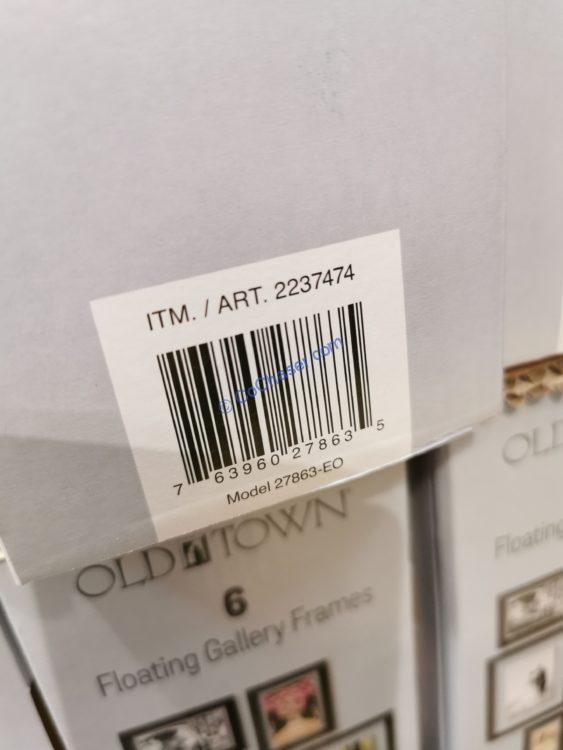 ITM. / ART. 2237474
© CoChaser.com
7 63960 27863 5
Model 27863-EO
OLD TOWN
6
Floating Gallery Frames
OLD
Floating